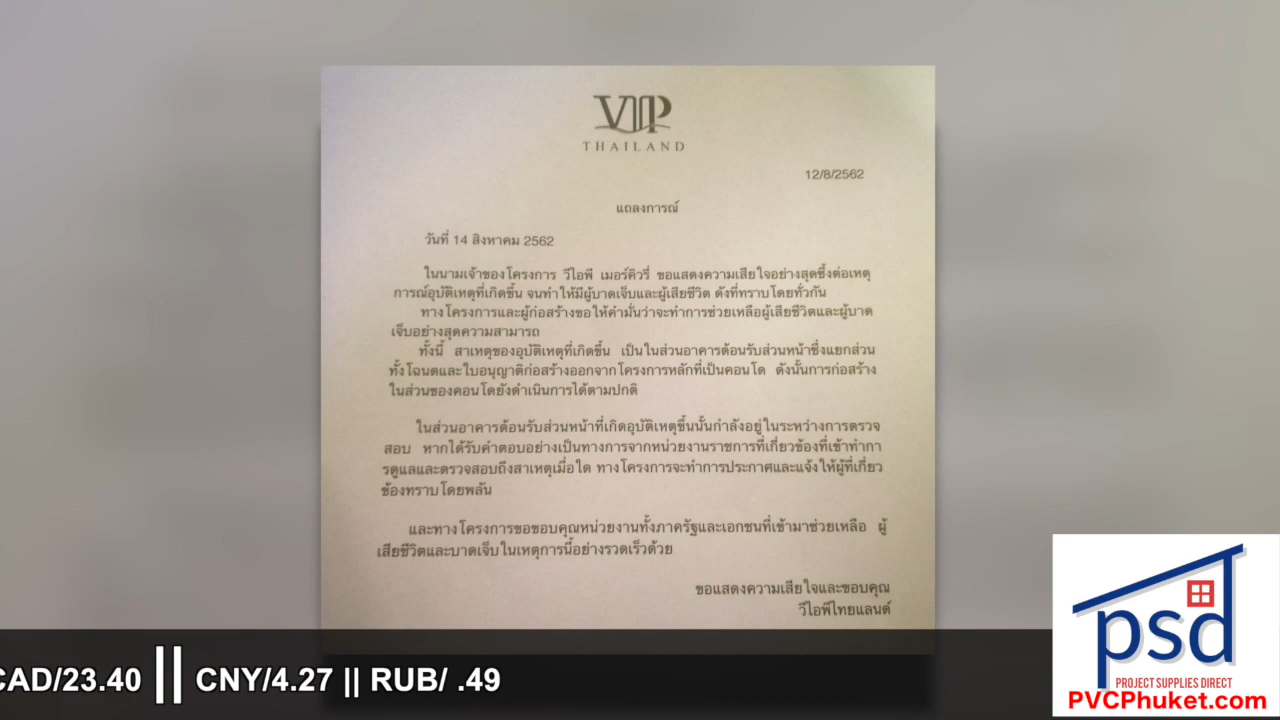 VIP
THAILAND
12/8/2562
แถลงการณ์
วันที่ 14 สิงหาคม 2562
ในนามเจ้าของโครงการ วีไอพี เมอร์คิวรี่ ขอแสดงความเสียใจอย่างสุดซึ้งต่อเหตุ
การณ์อุบัติเหตุที่เกิดขึ้น จนทำให้มีผู้บาดเจ็บและผู้เสียชีวิต ดังที่ทราบโดยทั่วกัน
ทางโครงการและผู้ก่อสร้างขอให้คำมั่นว่าจะทำการช่วยเหลือผู้เสียชีวิตและผู้บาด
เจ็บอย่างสุดความสามารถ
ทั้งนี้ สาเหตุของอุบัติเหตุที่เกิดขึ้น เป็นในส่วนอาคารต้อนรับส่วนหน้าซึ่งแยกส่วน
ทั้งโฉนดและใบอนุญาติก่อสร้างออกจากโครงการหลักที่เป็นคอนโด ดังนั้นการก่อสร้าง
ในส่วนของคอนโดยังดำเนินการได้ตามปกติ
ในส่วนอาคารต้อนรับส่วนหน้าที่เกิดอุบัติเหตุขึ้นนั้นกำลังอยู่ในระหว่างการตรวจ
สอบ หากได้รับคำตอบอย่างเป็นทางการจากหน่วยงานราชการที่เกี่ยวข้องที่เข้าทำกา
รดูแลและตรวจสอบถึงสาเหตุเมื่อใด ทางโครงการจะทำการประกาศและแจ้งให้ผู้ที่เกี่ยว
ข้องทราบโดยพลัน
และทางโครงการขอขอบคุณหน่วยงานทั้งภาครัฐและเอกชนที่เข้ามาช่วยเหลือ ผู้
เสียชีวิตและบาดเจ็บในเหตุการนี้อย่างรวดเร็วด้วย
ขอแสดงความเสียใจและขอบคุณ
วีไอพีไทยแลนด์
CAD/23.40 || CNY/4.27 || RUB/ .49
psd
PROJECT SUPPLIES DIRECT
PVCPhuket.com